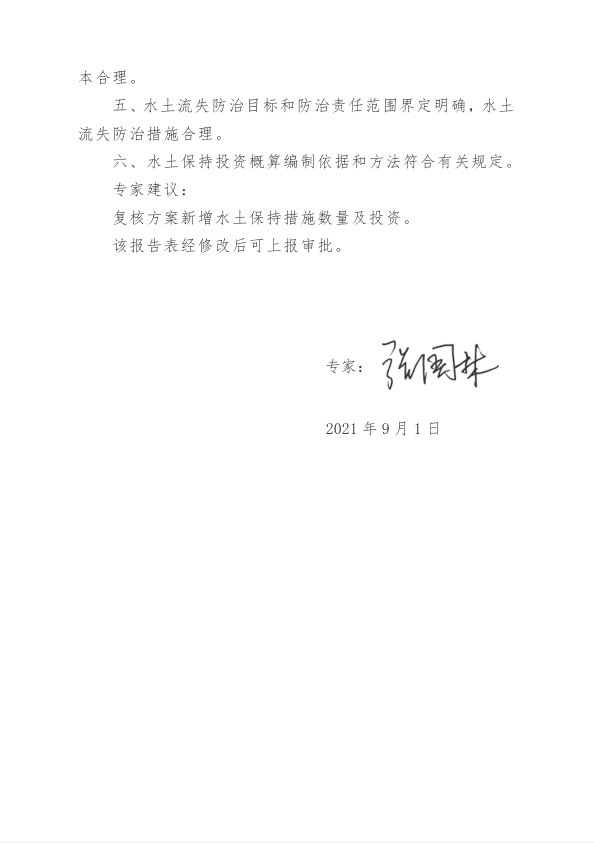 本合理。
五、水土流失防治目标和防治责任范围界定明确，水土
流失防治措施合理。
六、水土保持投资概算编制依据和方法符合有关规定。
专家建议：
复核方案新增水土保持措施数量及投资。
该报告表经修改后可上报审批。
专家：张国林
2021 年 9 月 1 日